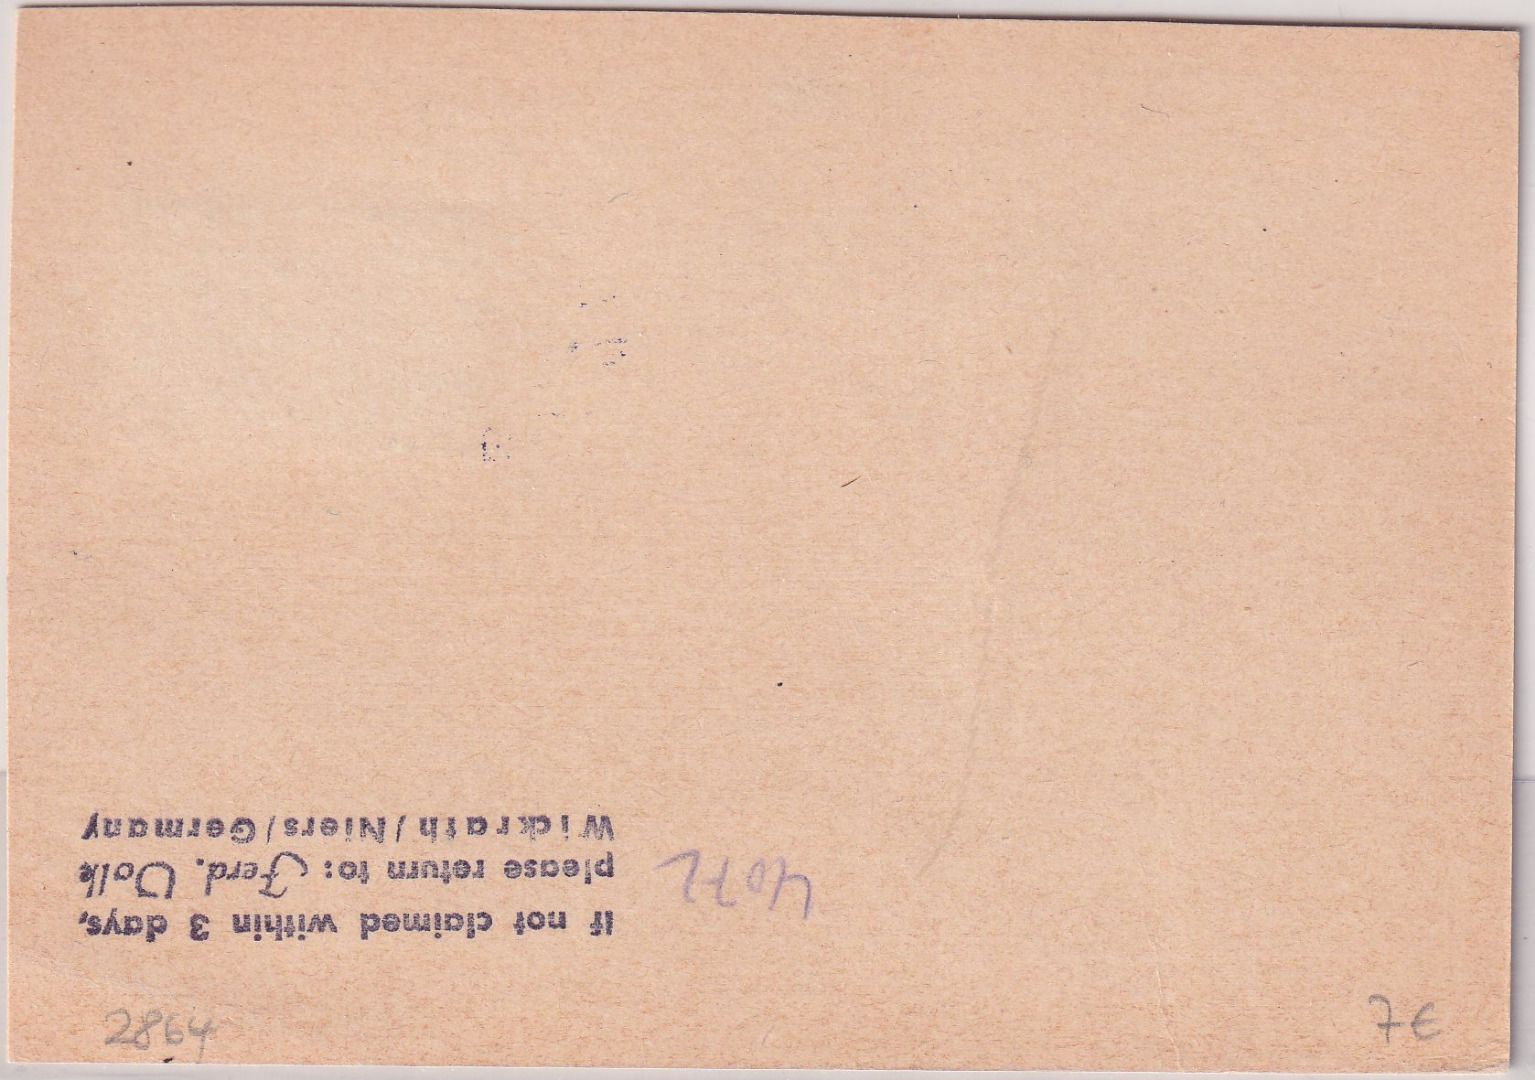 If not claimed within 3 days,
please return to: Ferd. Volk
Wickrath/Niers/Germany
4072
2864
7€